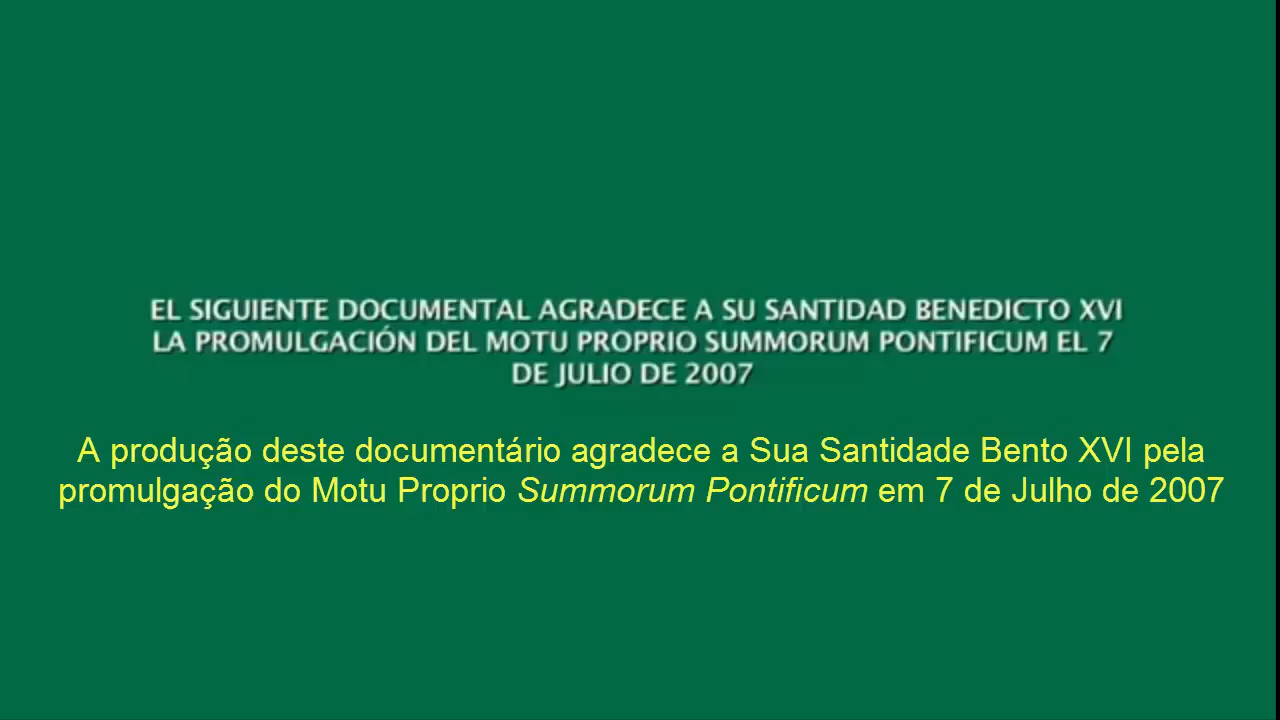 EL SIGUIENTE DOCUMENTAL AGRADECE A SU SANTIDAD BENEDICTO XVI
LA PROMULGACIÓN DEL MOTU PROPRIO SUMMORUM PONTIFICUM EL 7
DE JULIO DE 2007
A produção deste documentário agradece a Sua Santidade Bento XVI pela
promulgação do Motu Proprio Summorum Pontificum em 7 de Julho de 2007